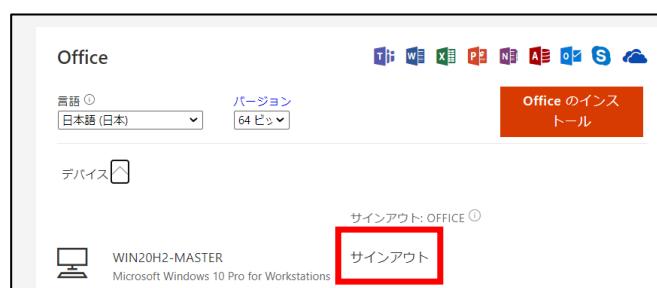 Office
言語
バージョン
日本語 (日本)
64 ビッ
Office のインス
トール
デバイス
サインアウト: OFFICE
WIN20H2-MASTER
サインアウト
Microsoft Windows 10 Pro for Workstations